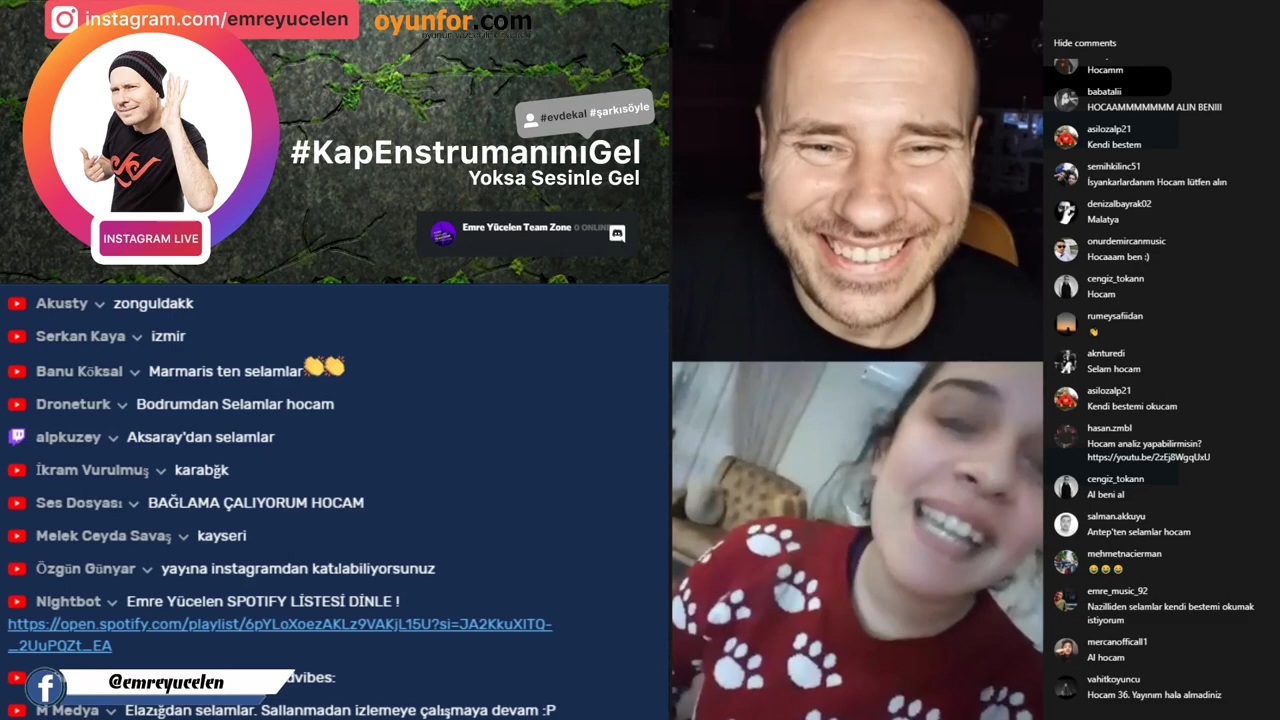 instagram.com/emreyucelen
oyunfor.com
#evdekal #şarkısöyle
#KapEnstrumanınıGel
Yoksa Sesinle Gel
Emre Yücelen Team Zone 0 ONLINE
INSTAGRAM LIVE
Akusty zonguldakk
Serkan Kaya izmir
Banu Köksal Marmaris ten selamlar👏👏
Droneturk Bodrumdan Selamlar hocam
alpkuzey Aksaray'dan selamlar
İkram Vurulmuş karabğk
Ses Dosyası BAĞLAMA ÇALIYORUM HOCAM
Melek Ceyda Savaş kayseri
Özgün Günyar yayına instagramdan katılabiliyorsunuz
Nightbot Emre Yücelen SPOTIFY LİSTESİ DİNLE !
https://open.spotify.com/playlist/6pYLoXoezAKLz9VAKjL15U?si=JA2KkuXITQ-
_2UuPQZt_EA
dvibes:
@emreyucelen
M Medya Elazığdan selamlar. Sallanmadan izlemeye çalışmaya devam :P
Hide comments
Hocamm
babatalii
HOCAAMMMMMMM ALIN BENIII
asilozalp21
Kendi bestem
semihkilinc51
İsyankarlardanım Hocam lütfen alın
denizalbayrak02
Malatya
onurdemircanmusic
Hocaaam ben :)
cengiz_tokann
Hocam
rumeysafiidan
👏
aknturedi
Selam hocam
asilozalp21
Kendi bestemi okucam
hasan.zmbl
Hocam analiz yapabilirmisin?
https://youtu.be/2zEj8WgqUxU
cengiz_tokann
Al beni al
salman.akkuyu
Antep'ten selamlar hocam
mehmetnacierman
😂 😂 😂
emre_music_92
Nazilliden selamlar kendi bestemi okumak
istiyorum
mercanofficall1
Al hocam
vahitkoyuncu
Hocam 36. Yayınım hala almadiniz